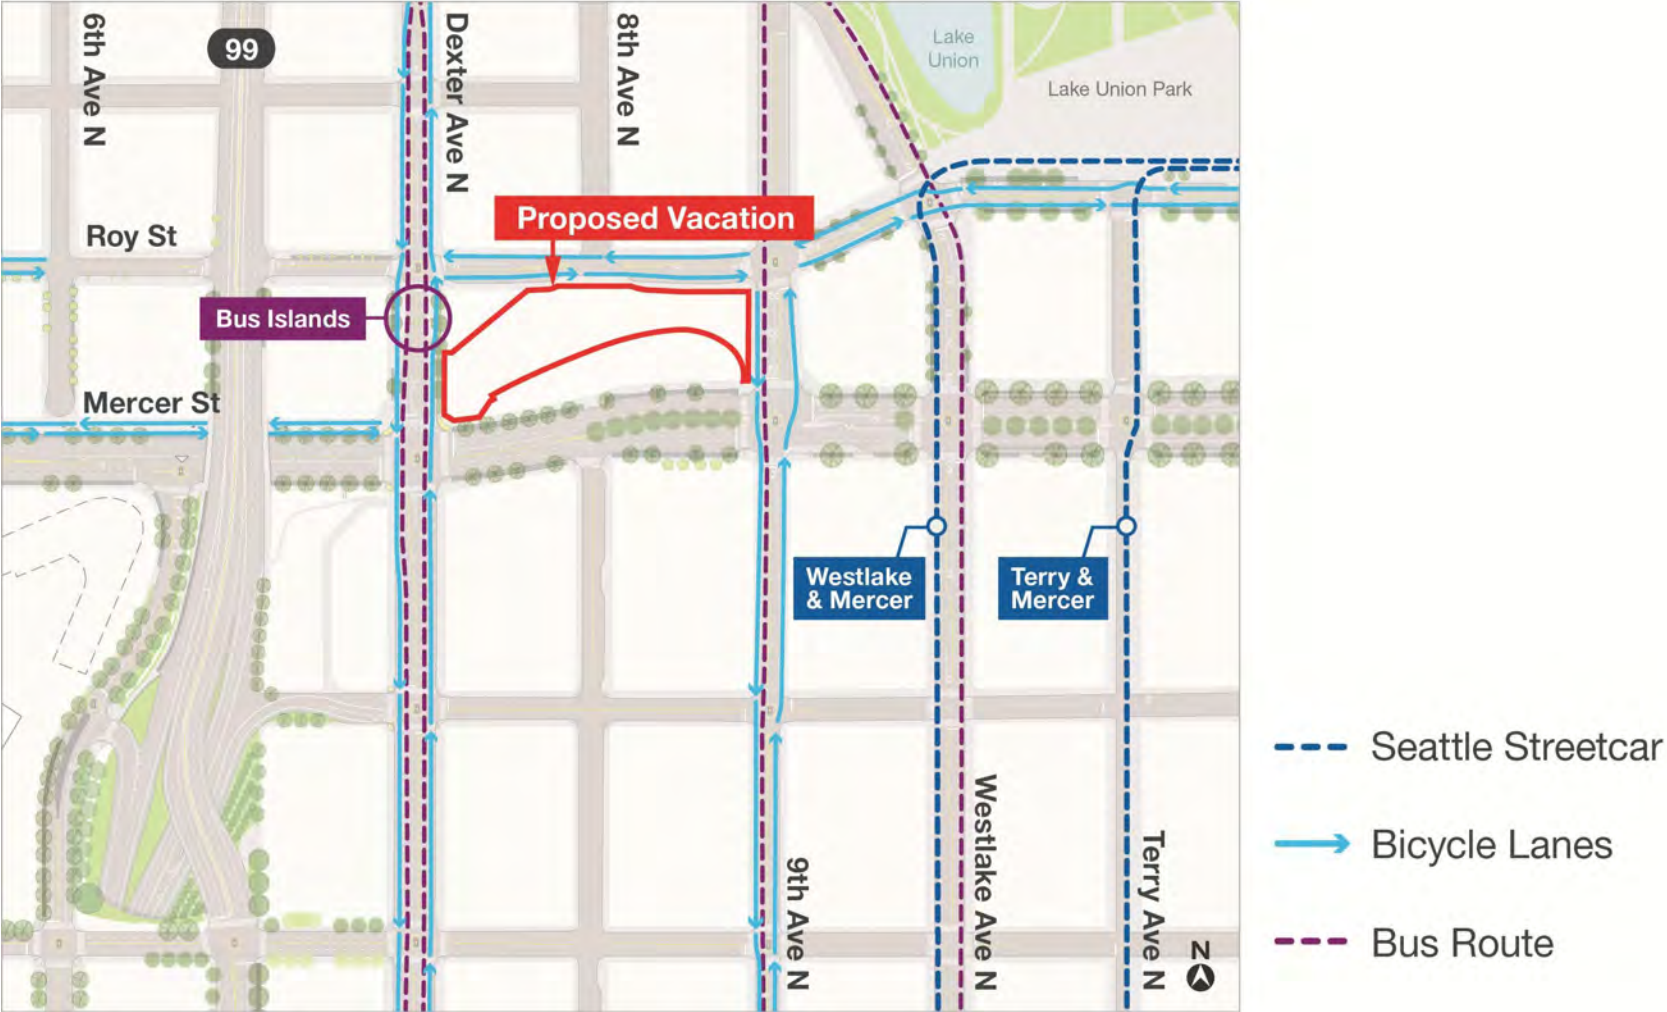 6th Ave N
99
Dexter Ave N
8th Ave N
Lake
Union
Lake Union Park
Proposed Vacation
Roy St
Bus Islands
Mercer St
Westlake
& Mercer
Terry &
Mercer
9th Ave N
Westlake Ave N
Terry Ave N
N
Seattle Streetcar
Bicycle Lanes
Bus Route